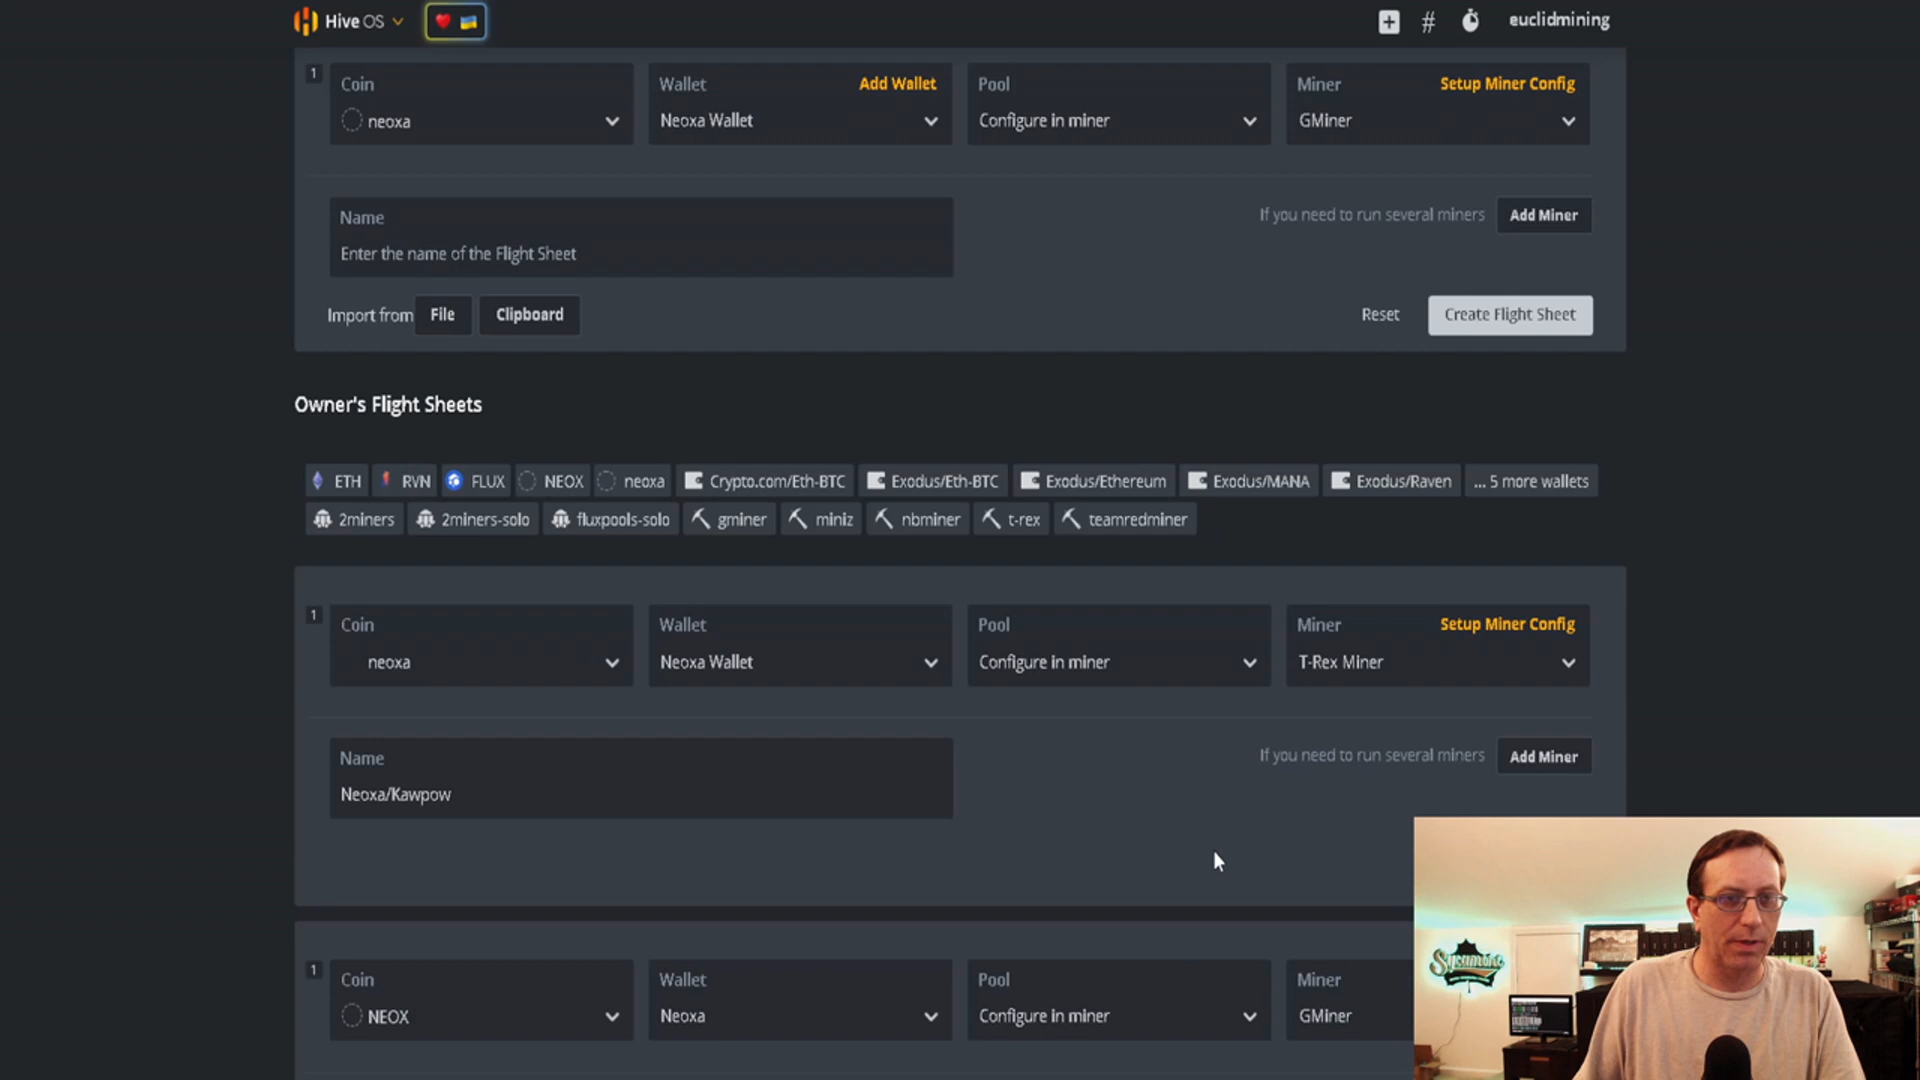 Hive OS
euclidmining
1
Coin
neoxa
Wallet
Add Wallet
Neoxa Wallet
Pool
Configure in miner
Miner
Setup Miner Config
GMiner
Name
Enter the name of the Flight Sheet
If you need to run several miners
Add Miner
Import from
File
Clipboard
Reset
Create Flight Sheet
Owner's Flight Sheets
ETH
RVN
FLUX
NEOX
neoxa
Crypto.com/Eth-BTC
Exodus/Eth-BTC
Exodus/Ethereum
Exodus/MANA
Exodus/Raven
... 5 more wallets
2miners
2miners-solo
fluxpools-solo
gminer
miniz
nbminer
t-rex
teamredminer
1
Coin
neoxa
Wallet
Neoxa Wallet
Pool
Configure in miner
Miner
Setup Miner Config
T-Rex Miner
Name
Neoxa/Kawpow
If you need to run several miners
Add Miner
1
Coin
NEOX
Wallet
Neoxa
Pool
Configure in miner
Miner
GMiner
Sycamore